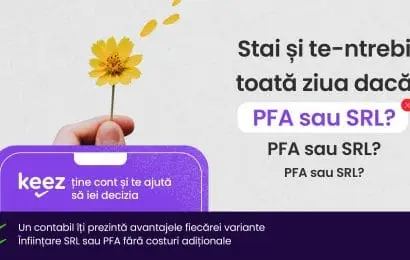 Stai și te-ntrebi
toată ziua dacă
PFA sau SRL?
PFA sau SRL?
PFA sau SRL?
keez ține cont și te ajută
să iei decizia
Un contabil îți prezintă avantajele fiecărei variante
Înființare SRL sau PFA fără costuri adiționale